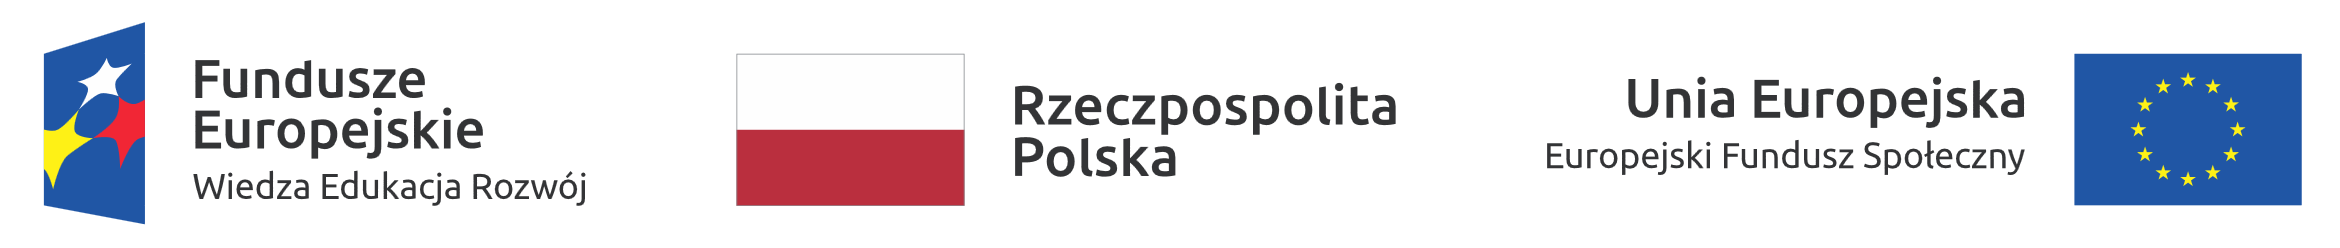 Fundusze
Europejskie
Wiedza Edukacja Rozwój
Rzeczpospolita
Polska
Unia Europejska
Europejski Fundusz Społeczny